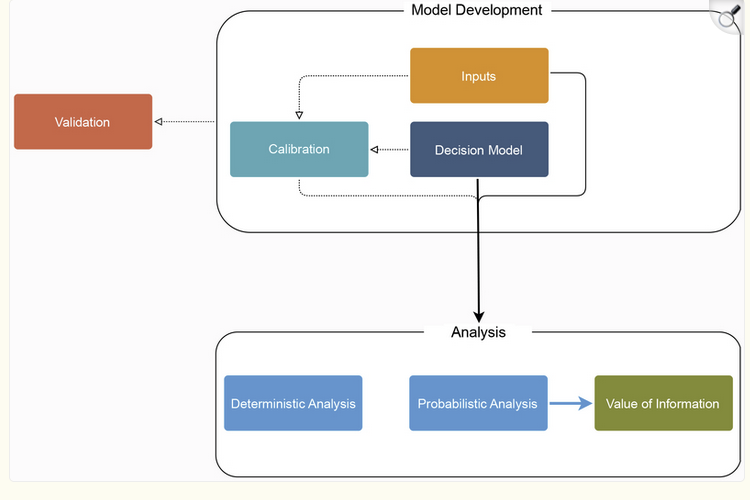 Model Development
Inputs
Validation
Calibration
Decision Model
Analysis
Deterministic Analysis
Probabilistic Analysis
Value of Information